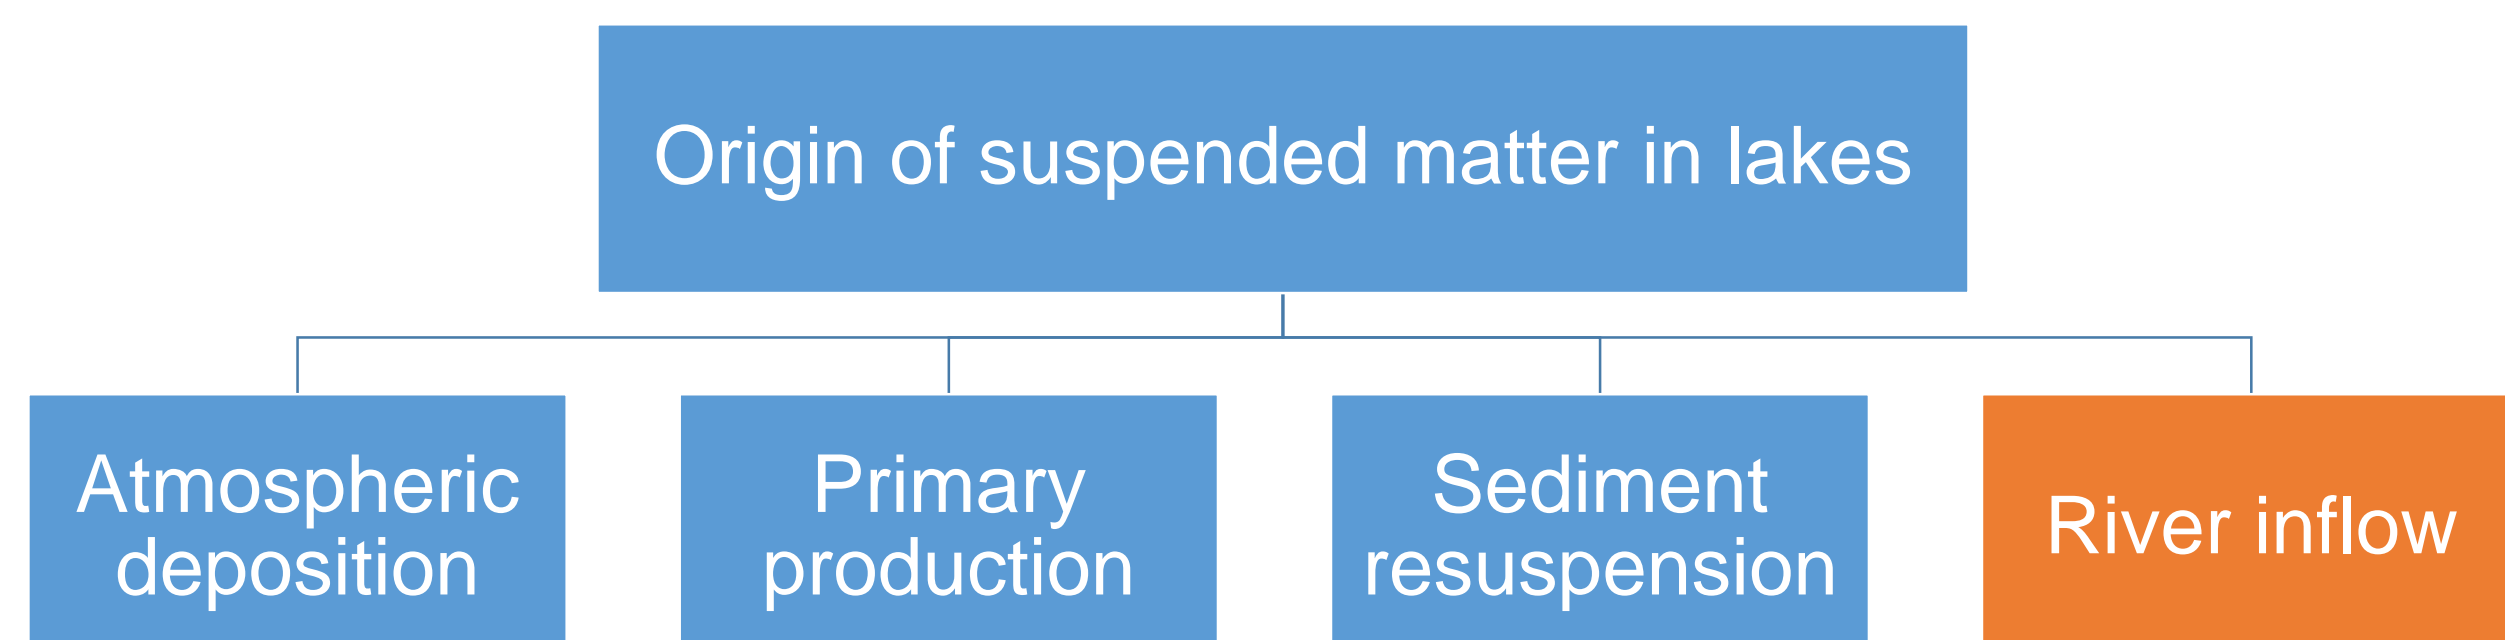 Origin of suspended matter in lakes
Atmospheric
deposition
Primary
production
Sediment
resuspension
River inflow